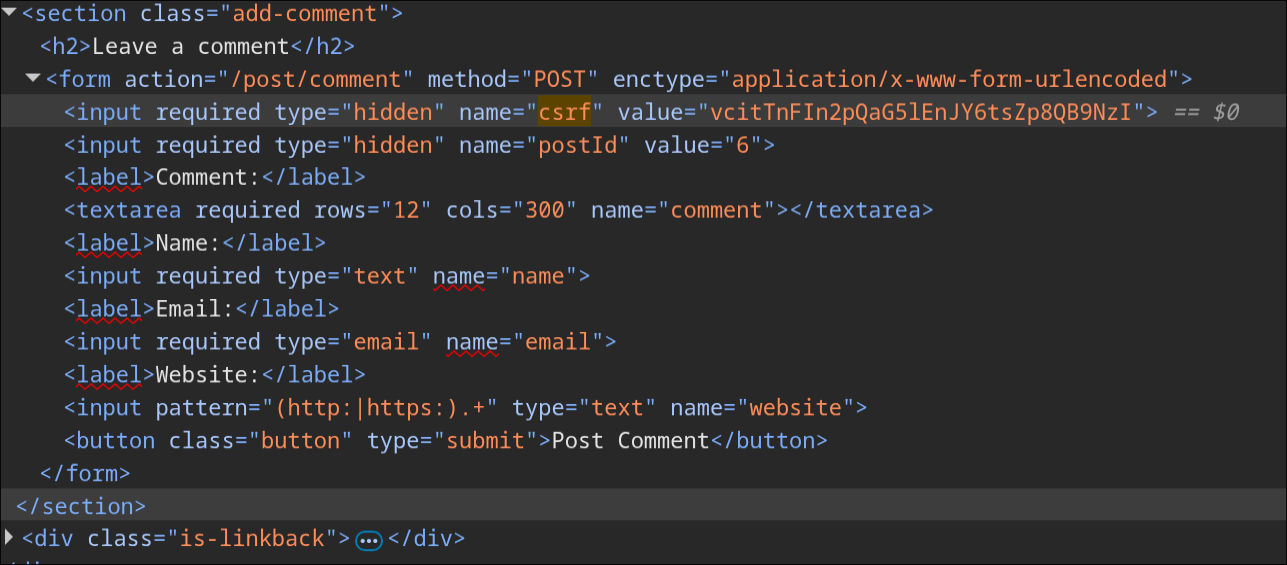 <section class="add-comment">
<h2>Leave a comment</h2>
<form action="/post/comment" method="POST" enctype="application/x-www-form-urlencoded">
<input required type="hidden" name="csrf" value="vcitTnFIn2pQaG5lEnJY6tsZp8QB9NzI"> == $0
<input required type="hidden" name="postId" value="6">
<label>Comment:</label>
<textarea required rows="12" cols="300" name="comment"></textarea>
<label>Name:</label>
<input required type="text" name="name">
<label>Email:</label>
<input required type="email" name="email">
<label>Website:</label>
<input pattern="(http:|https:).+" type="text" name="website">
<button class="button" type="submit">Post Comment</button>
</form>
</section>
<div class="is-linkback">…</div>